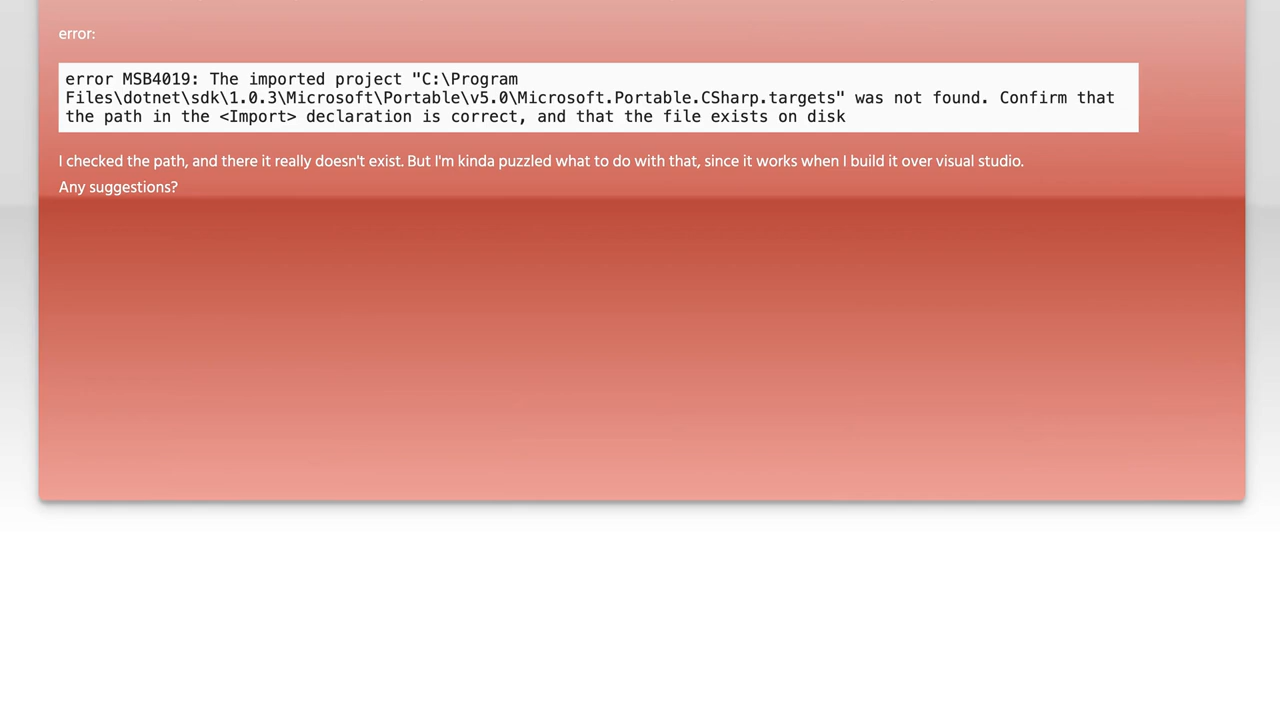 error:
error MSB4019: The imported project "C:\Program
Files\dotnet\sdk\1.0.3\Microsoft\Portable\v5.0\Microsoft.Portable.CSharp.targets" was not found. Confirm that
the path in the <Import> declaration is correct, and that the file exists on disk
I checked the path, and there it really doesn't exist. But I'm kinda puzzled what to do with that, since it works when I build it over visual studio.
Any suggestions?